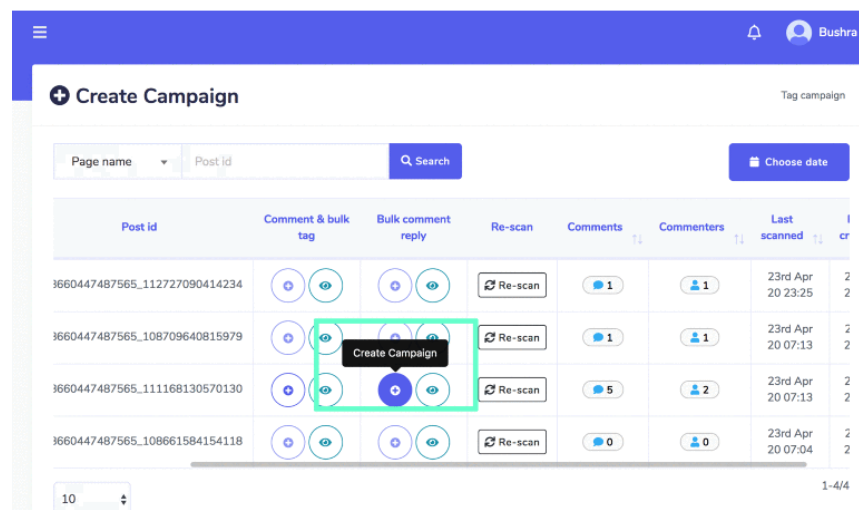 Bushra
Create Campaign
Tag campaign
Page name
Post id
Search
Choose date
Post id
Comment & bulk tag
Bulk comment reply
Re-scan
Comments
Commenters
Last scanned
3660447487565_112727090414234
Re-scan
1
1
23rd Apr 20 23:25
3660447487565_108709640815979
Re-scan
1
1
23rd Apr 20 07:13
Create Campaign
3660447487565_111168130570130
Re-scan
5
2
23rd Apr 20 07:13
3660447487565_108661584154118
Re-scan
0
0
23rd Apr 20 07:04
10
1-4/4